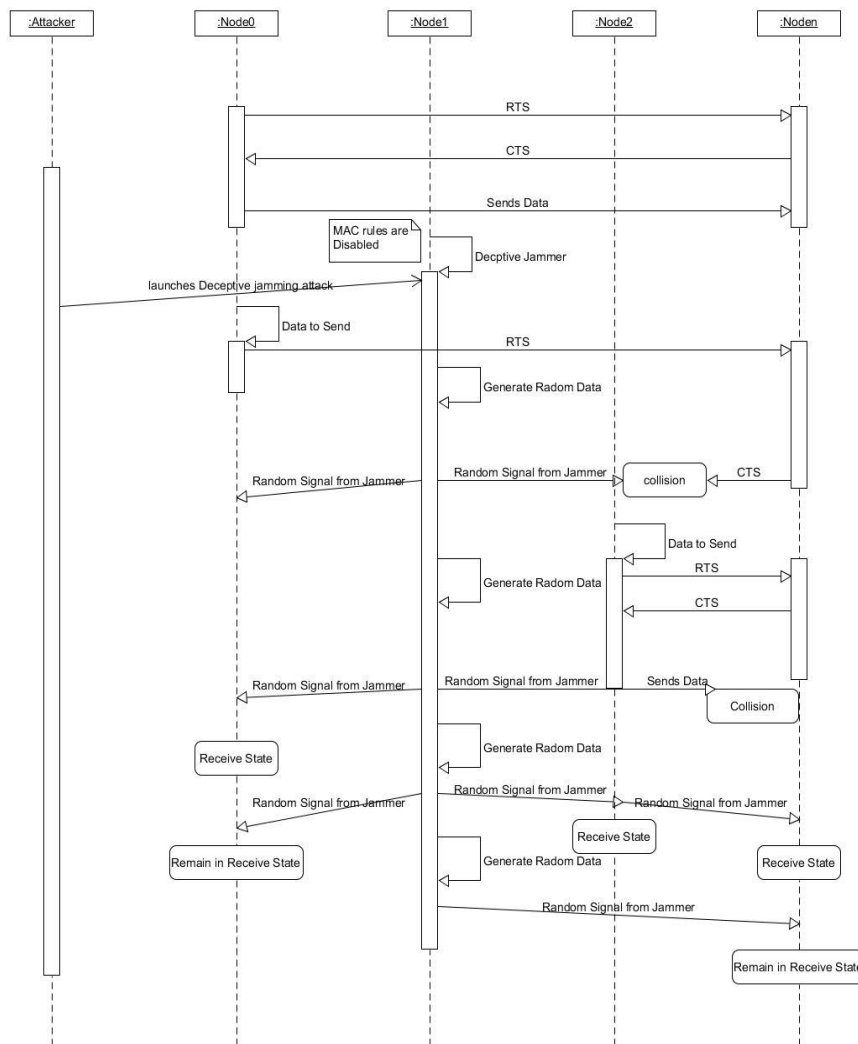 :Attacker
:Node0
:Node1
:Node2
:Noden
RTS
CTS
Sends Data
MAC rules are
Disabled
Decptive Jammer
launches Deceptive jamming attack
Data to Send
RTS
Generate Radom Data
Random Signal from Jammer
Random Signal from Jammer
collision
CTS
Data to Send
Generate Radom Data
RTS
CTS
Random Signal from Jammer
Random Signal from Jammer
Sends Data
Collision
Generate Radom Data
Receive State
Random Signal from Jammer
Random Signal from Jammer
Random Signal from Jammer
Receive State
Remain in Receive State
Generate Radom Data
Receive State
Random Signal from Jammer
Remain in Receive State